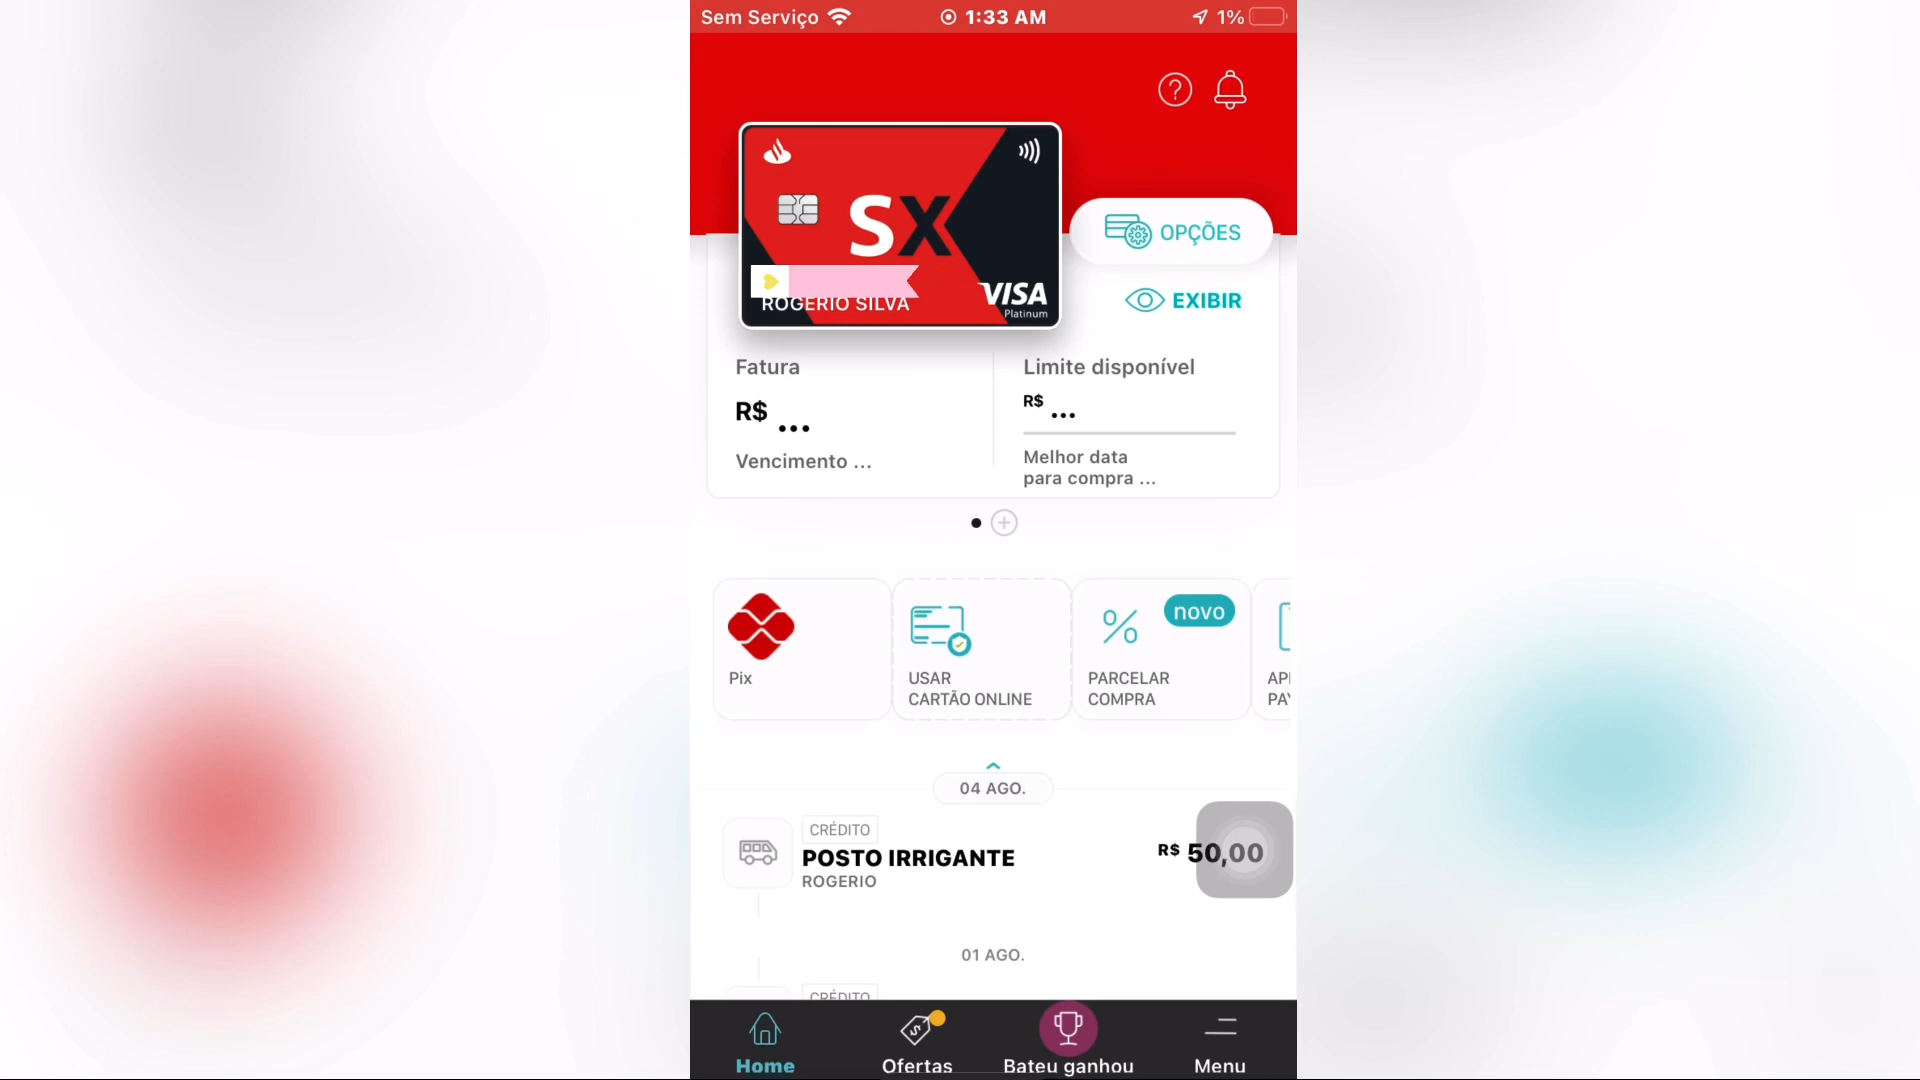 Sem Serviço 1:33 AM 1%
SX
OPÇÕES
ROGERIO SILVA
VISA
Platinum
EXIBIR
Fatura
R$ ...
Vencimento ...
Limite disponível
R$ ...
Melhor data
para compra ...
Pix
USAR
CARTÃO ONLINE
novo
PARCELAR
COMPRA
04 AGO.
CRÉDITO
POSTO IRRIGANTE
ROGERIO
R$ 50,00
01 AGO.
CRÉDITO
Home
Ofertas
Bateu ganhou
Menu